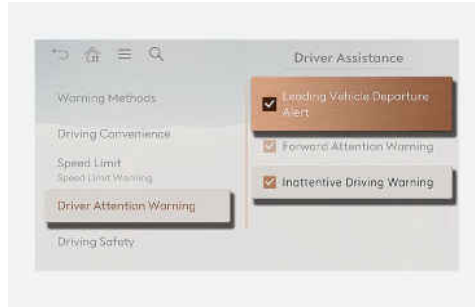 Driver Assistance
Warning Methods
Driving Convenience
Speed Limit
Speed Limit Warning
Driver Attention Warning
Driving Safety
Leading Vehicle Departure
Alert
Forward Attention Warning
Inattentive Driving Warning